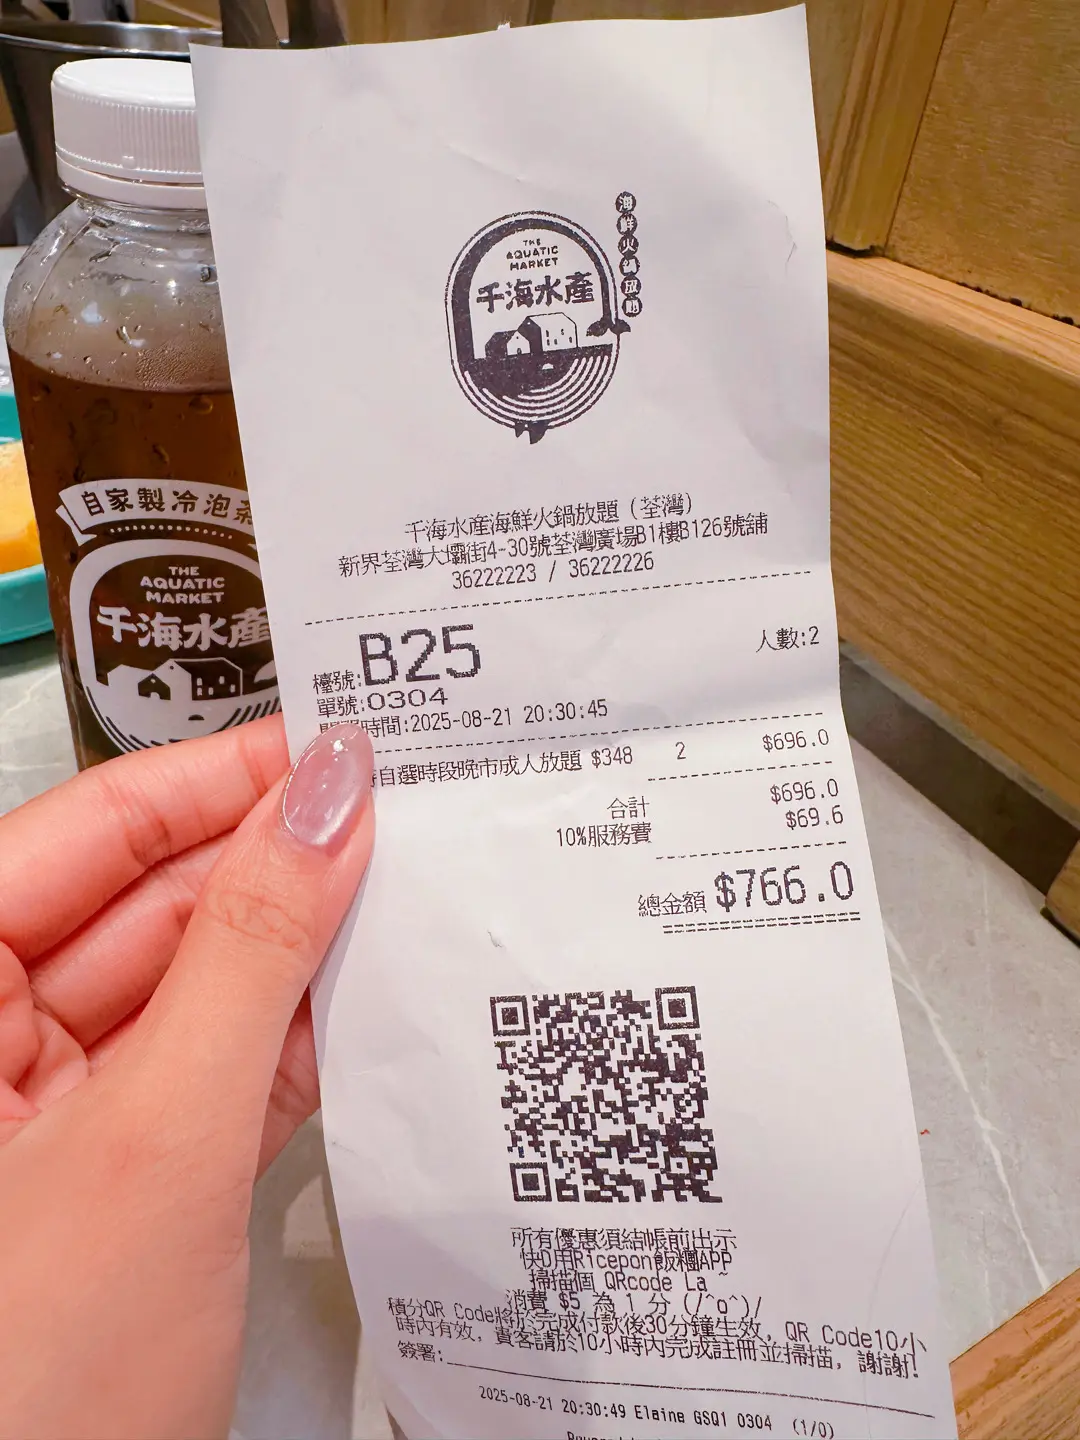 海鮮火鍋放題
THE
AQUATIC
MARKET
千海水產
千海水產海鮮火鍋放題(荃灣)
新界荃灣大壩街4-30號荃灣廣場B1樓B126號舖
36222223 / 36222226
檯號:B25 人數:2
單號:0304
時間:2025-08-21 20:30:45
自選時段晚市成人放題 $348 2 $696.0
合計 $696.0
10%服務費 $69.6
總金額 $766.0
所有優惠須結帳前出示
快D用Ricepon飯糰APP
掃描個 QRcode La ~
消費 $5 為 1 分 (/^o^)/
積分QR Code將於完成付款後30分鐘生效, QR Code10小
時內有效, 貴客請於10小時內完成註冊並掃描, 謝謝!
簽署:
2025-08-21 20:30:49 Elaine GSQ1 0304 (1/0)
自家製冷泡茶
THE
AQUATIC
MARKET
千海水產